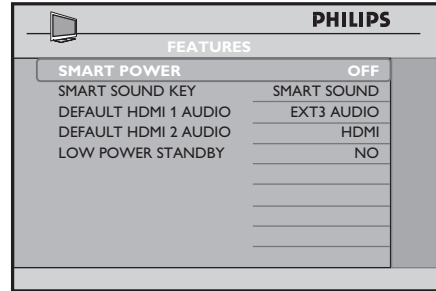 PHILIPS
FEATURES
SMART POWER OFF
SMART SOUND KEY SMART SOUND
DEFAULT HDMI 1 AUDIO EXT3 AUDIO
DEFAULT HDMI 2 AUDIO HDMI
LOW POWER STANDBY NO